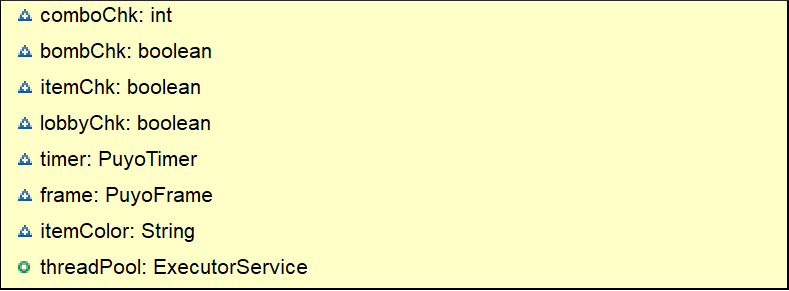 comboChk: int
bombChk: boolean
itemChk: boolean
lobbyChk: boolean
timer: PuyoTimer
frame: PuyoFrame
itemColor: String
threadPool: ExecutorService